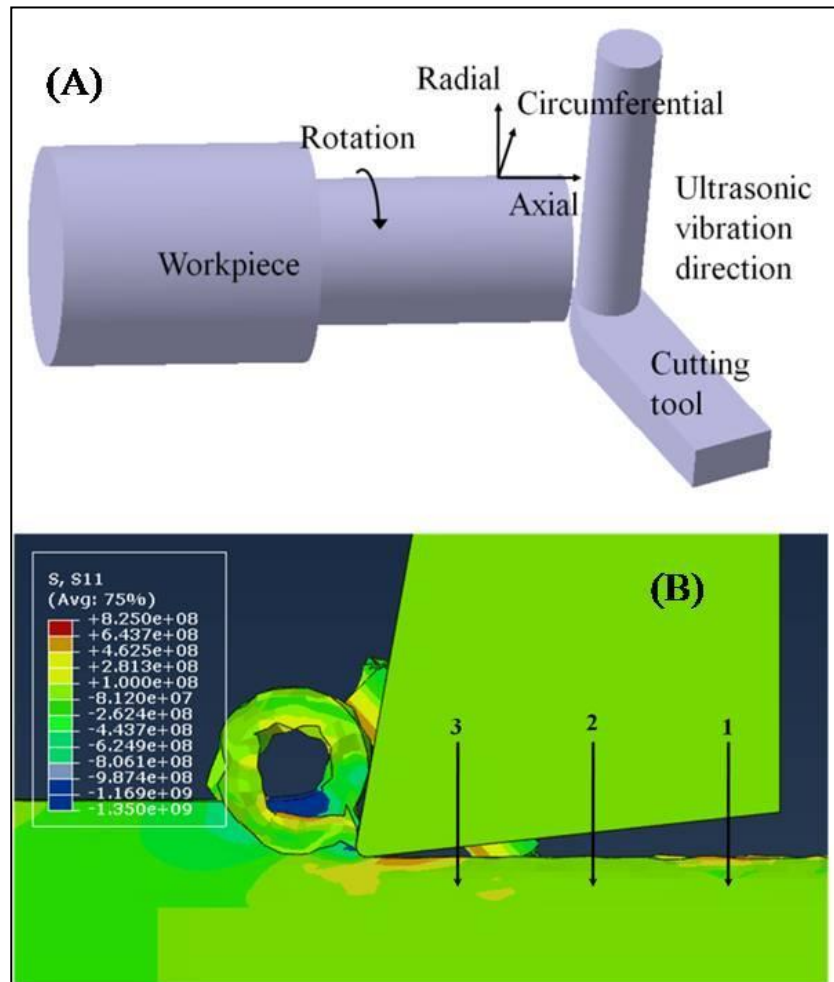 (A)
Radial
Circumferential
Rotation
Axial
Ultrasonic
vibration
direction
Workpiece
Cutting
tool
S, S11
(Avg: 75%)
+8.250e+08
+6.437e+08
+4.625e+08
+2.813e+08
+1.000e+08
-8.120e+07
-2.624e+08
-4.437e+08
-6.249e+08
-8.061e+08
-9.874e+08
-1.169e+09
-1.350e+09
(B)
3
2
1